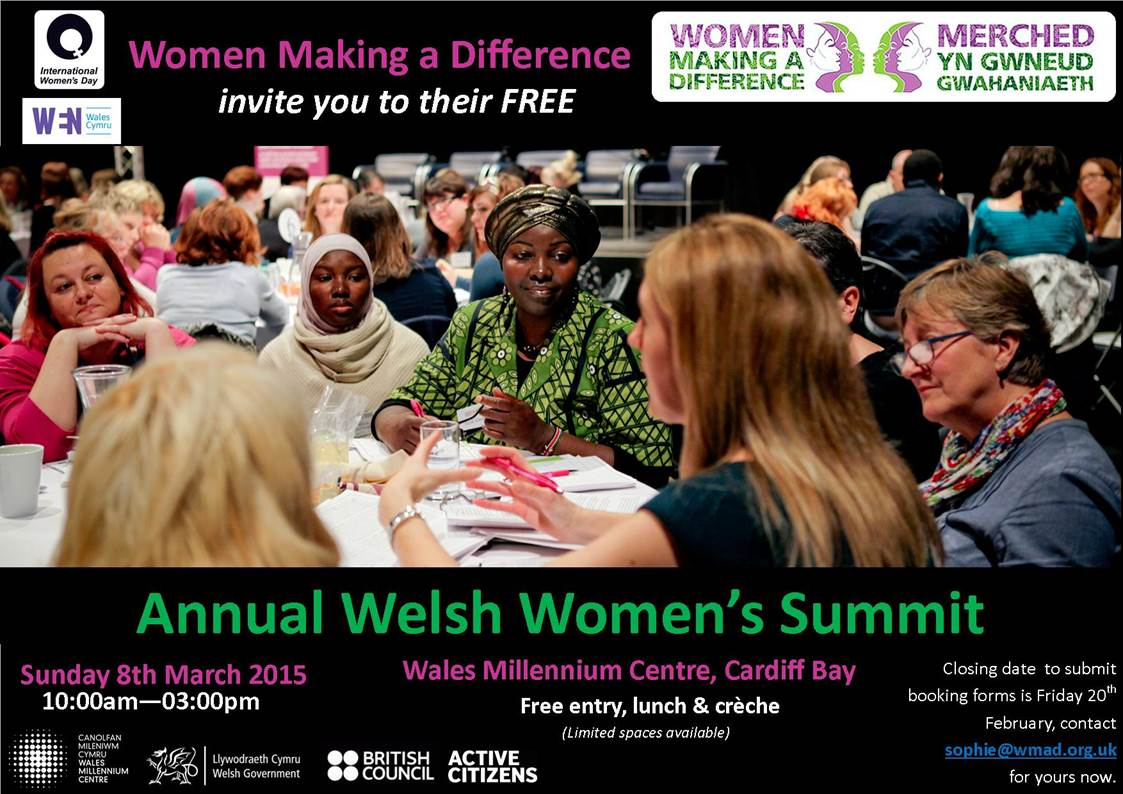 International
Women's Day
WEN Wales
Cymru
Women Making a Difference
invite you to their FREE
WOMEN
MAKING A
DIFFERENCE
MERCHED
YN GWNEUD
GWAHANIAETH
Annual Welsh Women's Summit
Sunday 8th March 2015
10:00am—03:00pm
Wales Millennium Centre, Cardiff Bay
Free entry, lunch & crèche
(Limited spaces available)
Closing date to submit
booking forms is Friday 20th
February, contact
sophie@wmad.org.uk
for yours now.
CANOLFAN
MILENIWM
CYMRU
WALES
MILLENNIUM
CENTRE
Llywodraeth Cymru
Welsh Government
BRITISH
COUNCIL
ACTIVE
CITIZENS